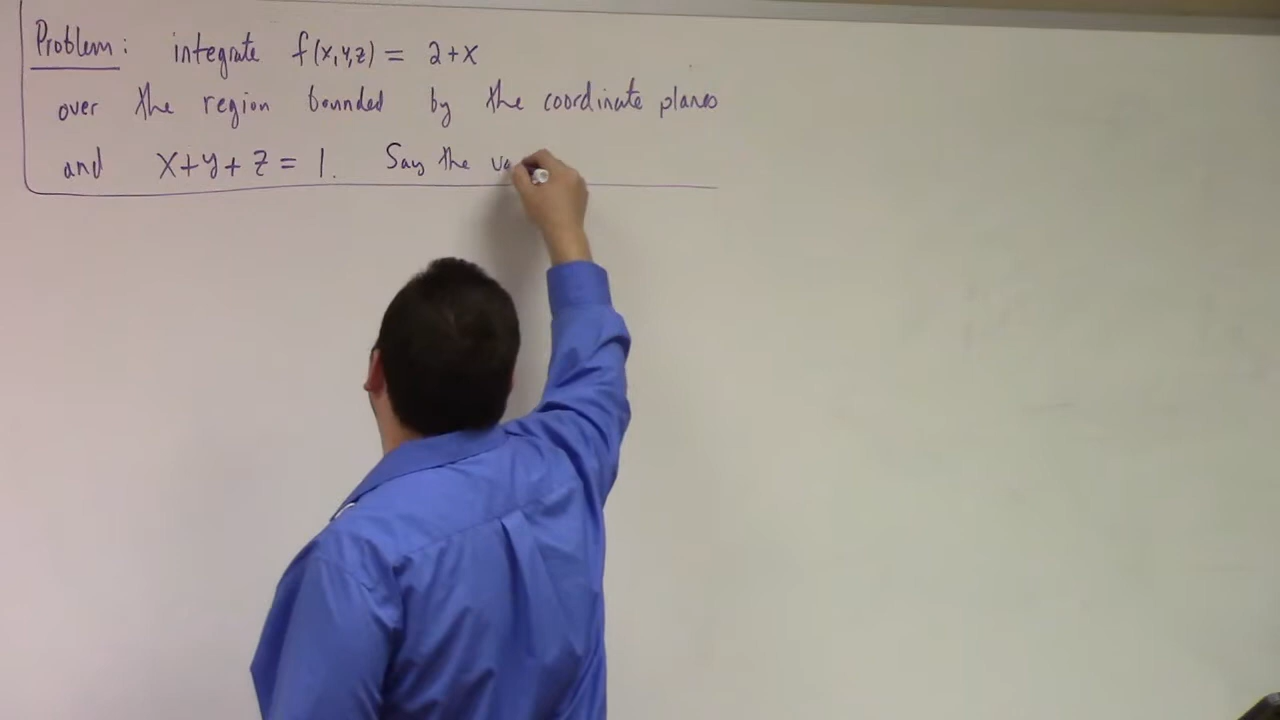 Problem: integrate f(x,y,z) = 2+x
over the region bounded by the coordinate planes
and x+y+z = 1. Say the